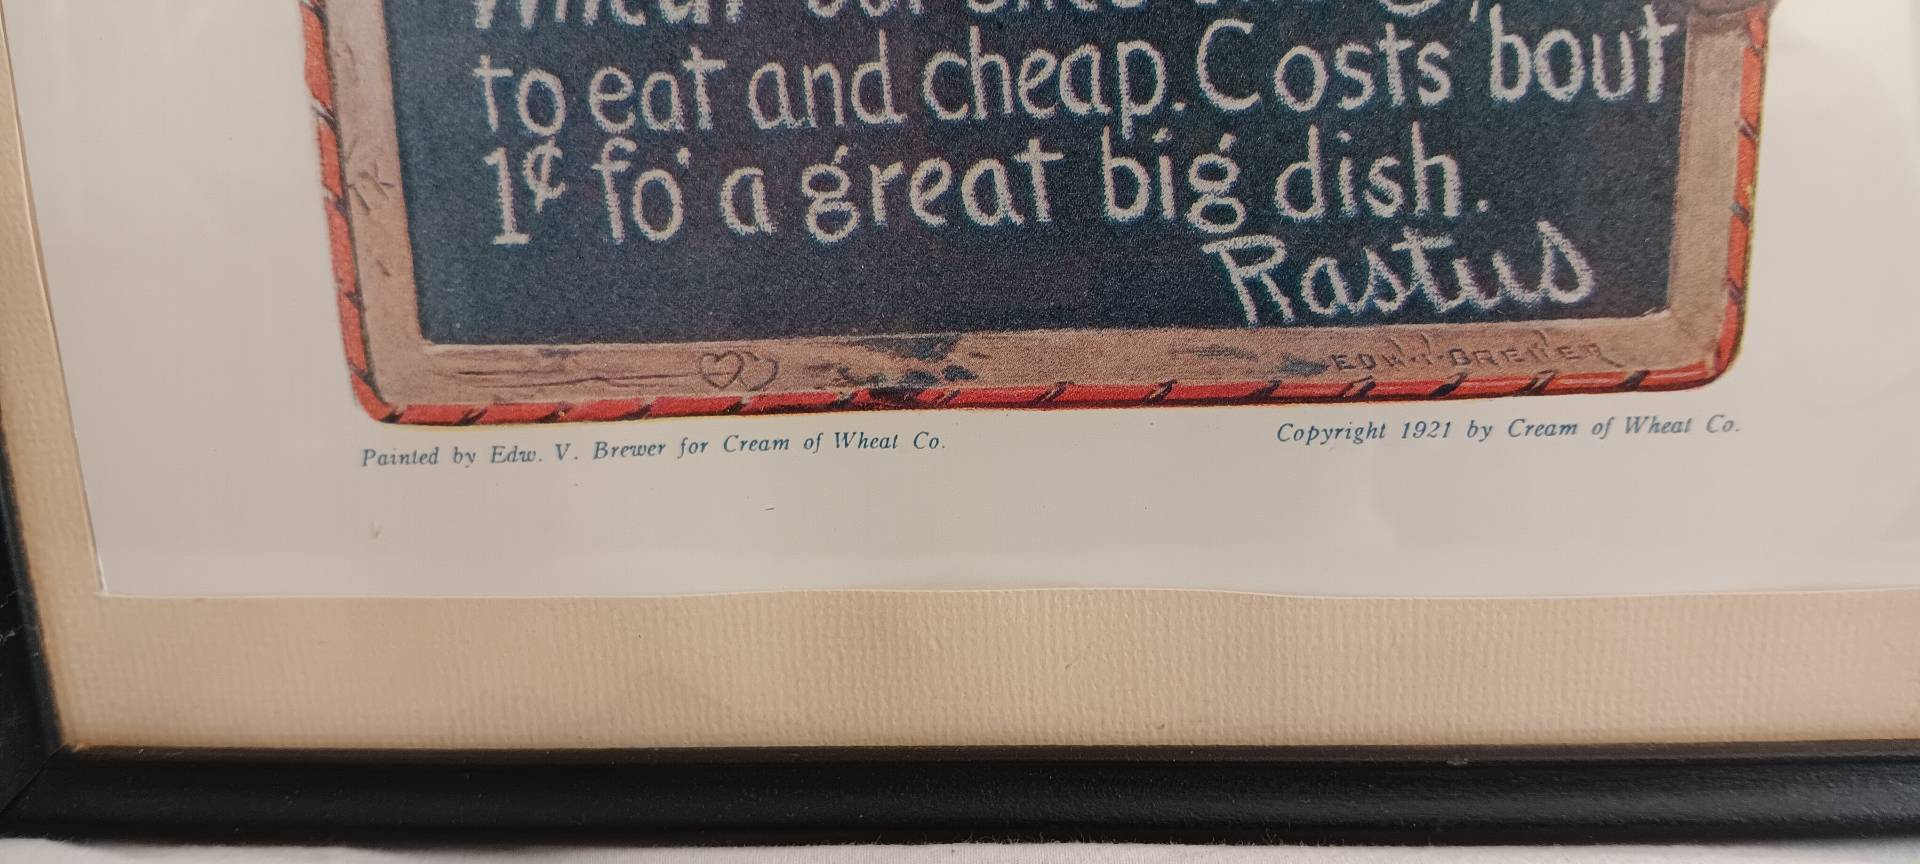 to eat and cheap. Costs bout
1¢ fo' a great big dish.
Rastus
EDW·V·BREWER
Painted by Edw. V. Brewer for Cream of Wheat Co.
Copyright 1921 by Cream of Wheat Co.